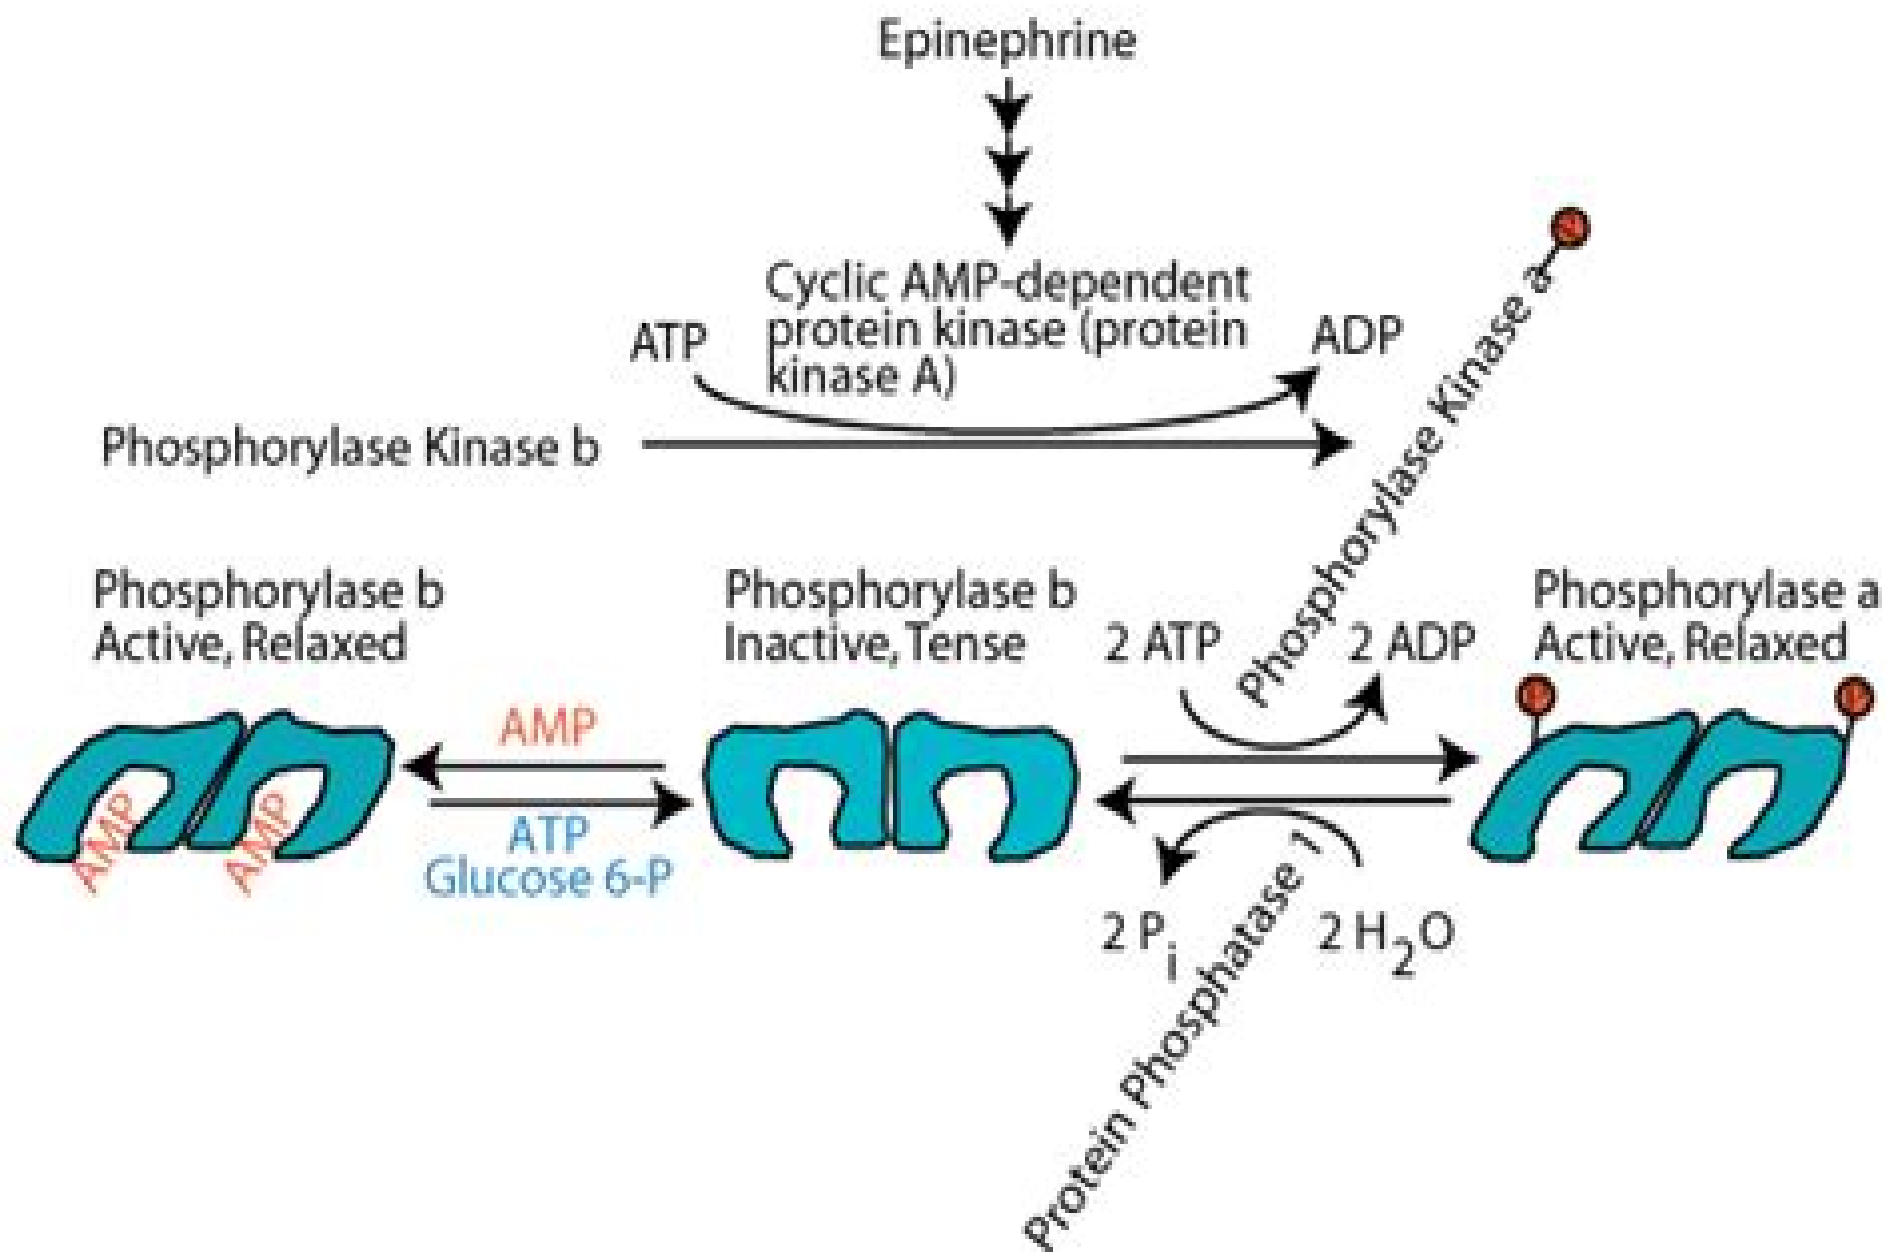 Epinephrine
Cyclic AMP-dependent
protein kinase (protein
kinase A)
ATP
ADP
Phosphorylase Kinase b
Phosphorylase Kinase a
Phosphorylase b
Active, Relaxed
Phosphorylase b
Inactive, Tense
2 ATP
2 ADP
Phosphorylase a
Active, Relaxed
AMP
ATP
Glucose 6-P
AMP
AMP
2 Pi
2 H2O
Protein Phosphatase 1